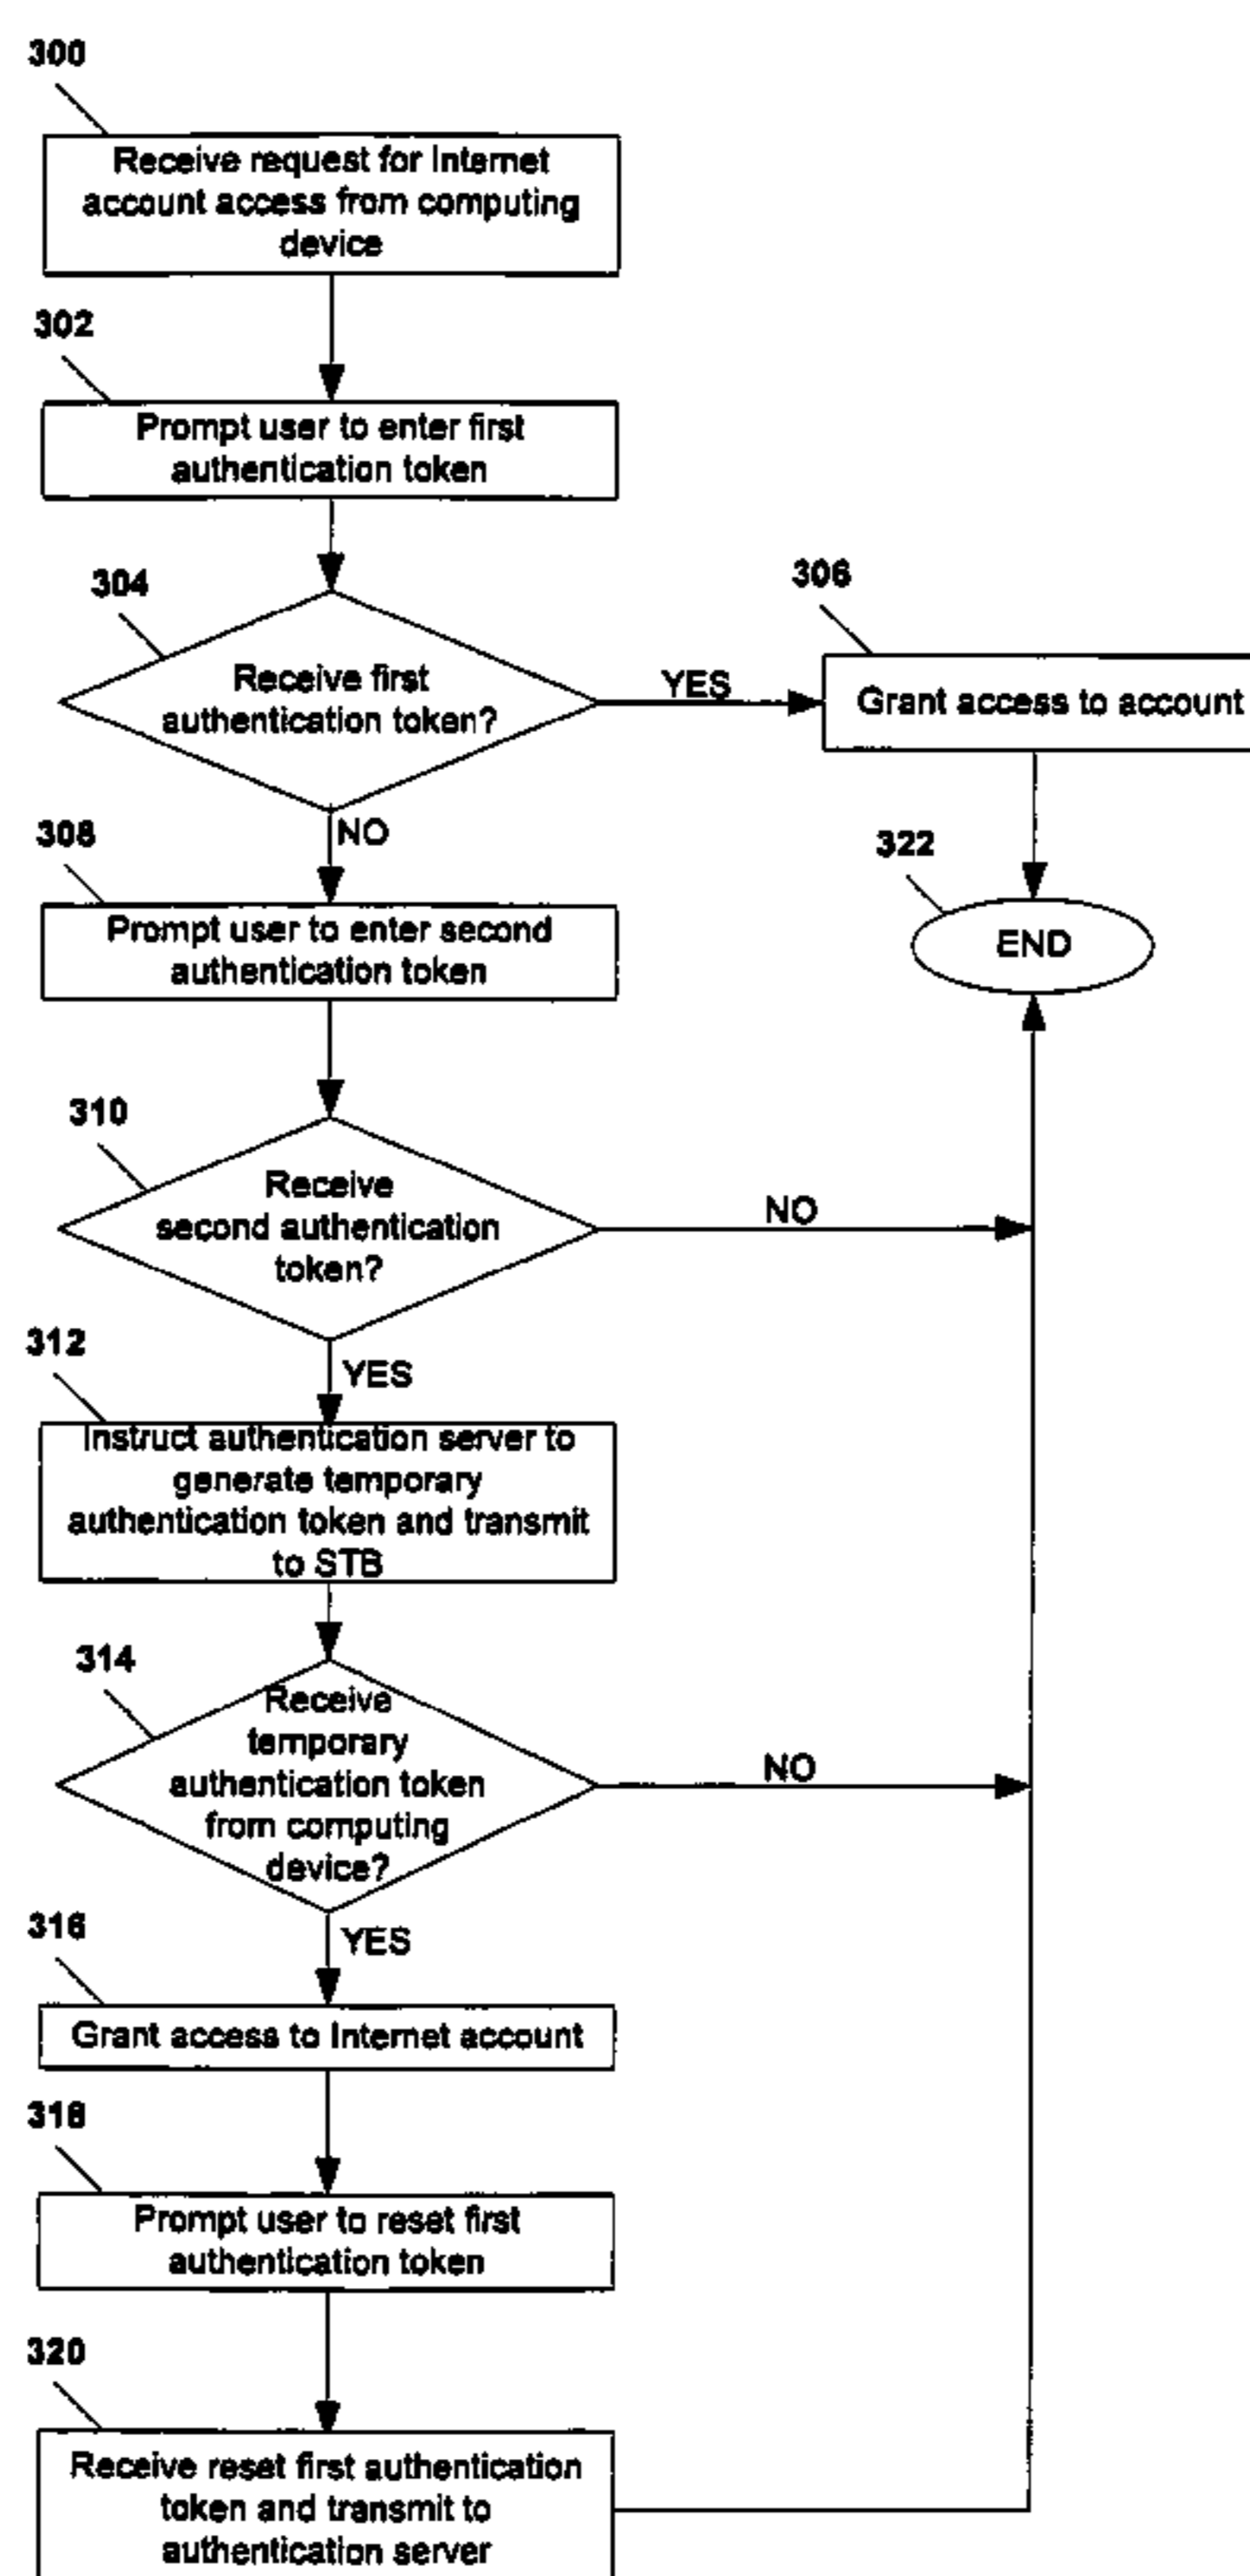 300
Receive request for Internet
account access from computing
device
302
Prompt user to enter first
authentication token
304
Receive first
authentication token?
YES
306
Grant access to account
NO
308
Prompt user to enter second
authentication token
322
END
310
Receive
second authentication
token?
NO
YES
312
Instruct authentication server to
generate temporary
authentication token and transmit
to STB
314
Receive
temporary
authentication token
from computing
device?
NO
YES
316
Grant access to Internet account
318
Prompt user to reset first
authentication token
320
Receive reset first authentication
token and transmit to
authentication server